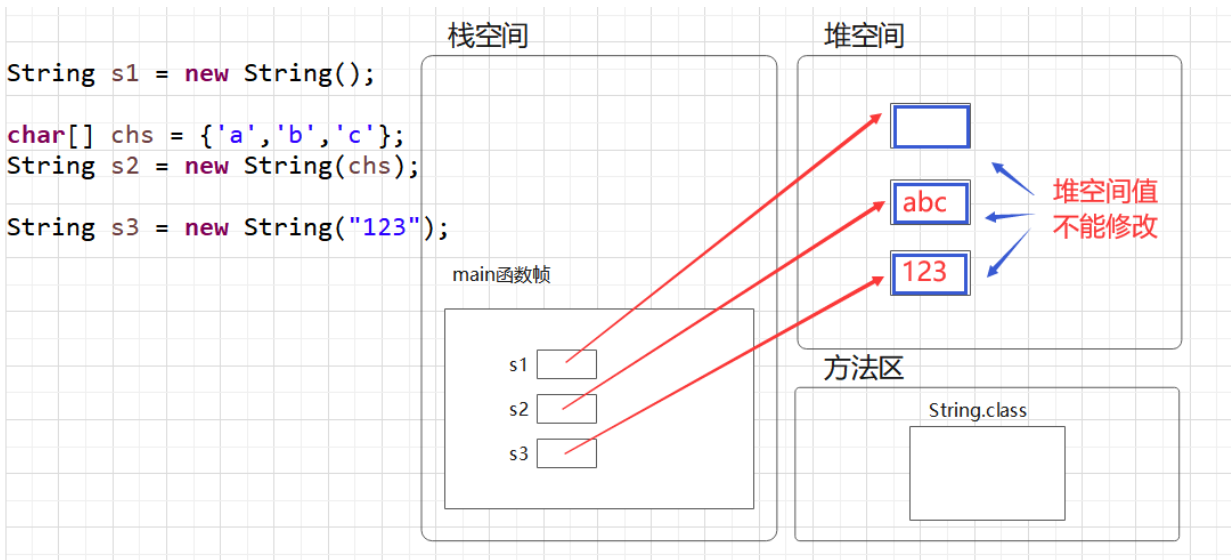 String s1 = new String();
char[] chs = {'a','b','c'};
String s2 = new String(chs);
String s3 = new String("123");
栈空间
main函数帧
s1
s2
s3
堆空间
abc
123
堆空间值
不能修改
方法区
String.class